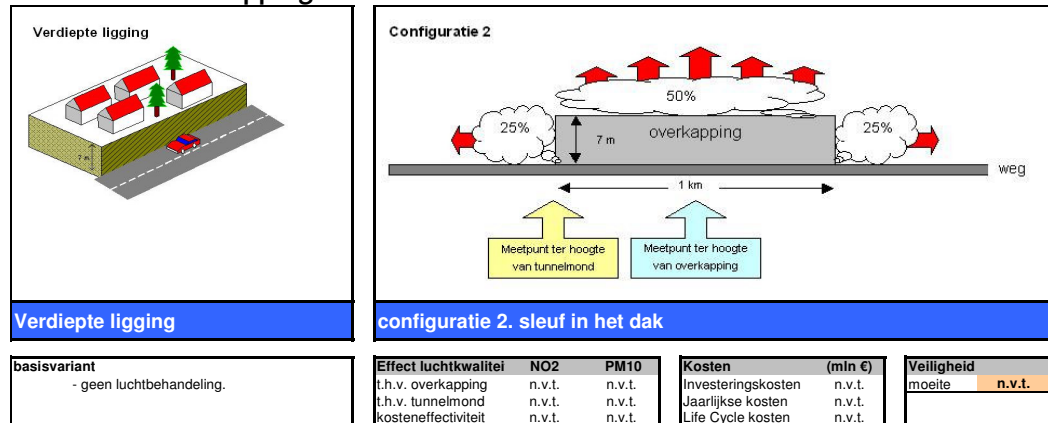 Verdiepte ligging
7 m
Verdiepte ligging
Configuratie 2
50%
25%
overkapping
25%
7 m
weg
1 km
Meetpunt ter hoogte
van tunnelmond
Meetpunt ter hoogte
van overkapping
configuratie 2. sleuf in het dak
basisvariant
- geen luchtbehandeling.
Effect luchtkwalitei NO2 PM10
t.h.v. overkapping n.v.t. n.v.t.
t.h.v. tunnelmond n.v.t. n.v.t.
kosteneffectiviteit n.v.t. n.v.t.
Kosten (mln €)
Investeringskosten n.v.t.
Jaarlijkse kosten n.v.t.
Life Cycle kosten n.v.t.
Veiligheid
moeite n.v.t.